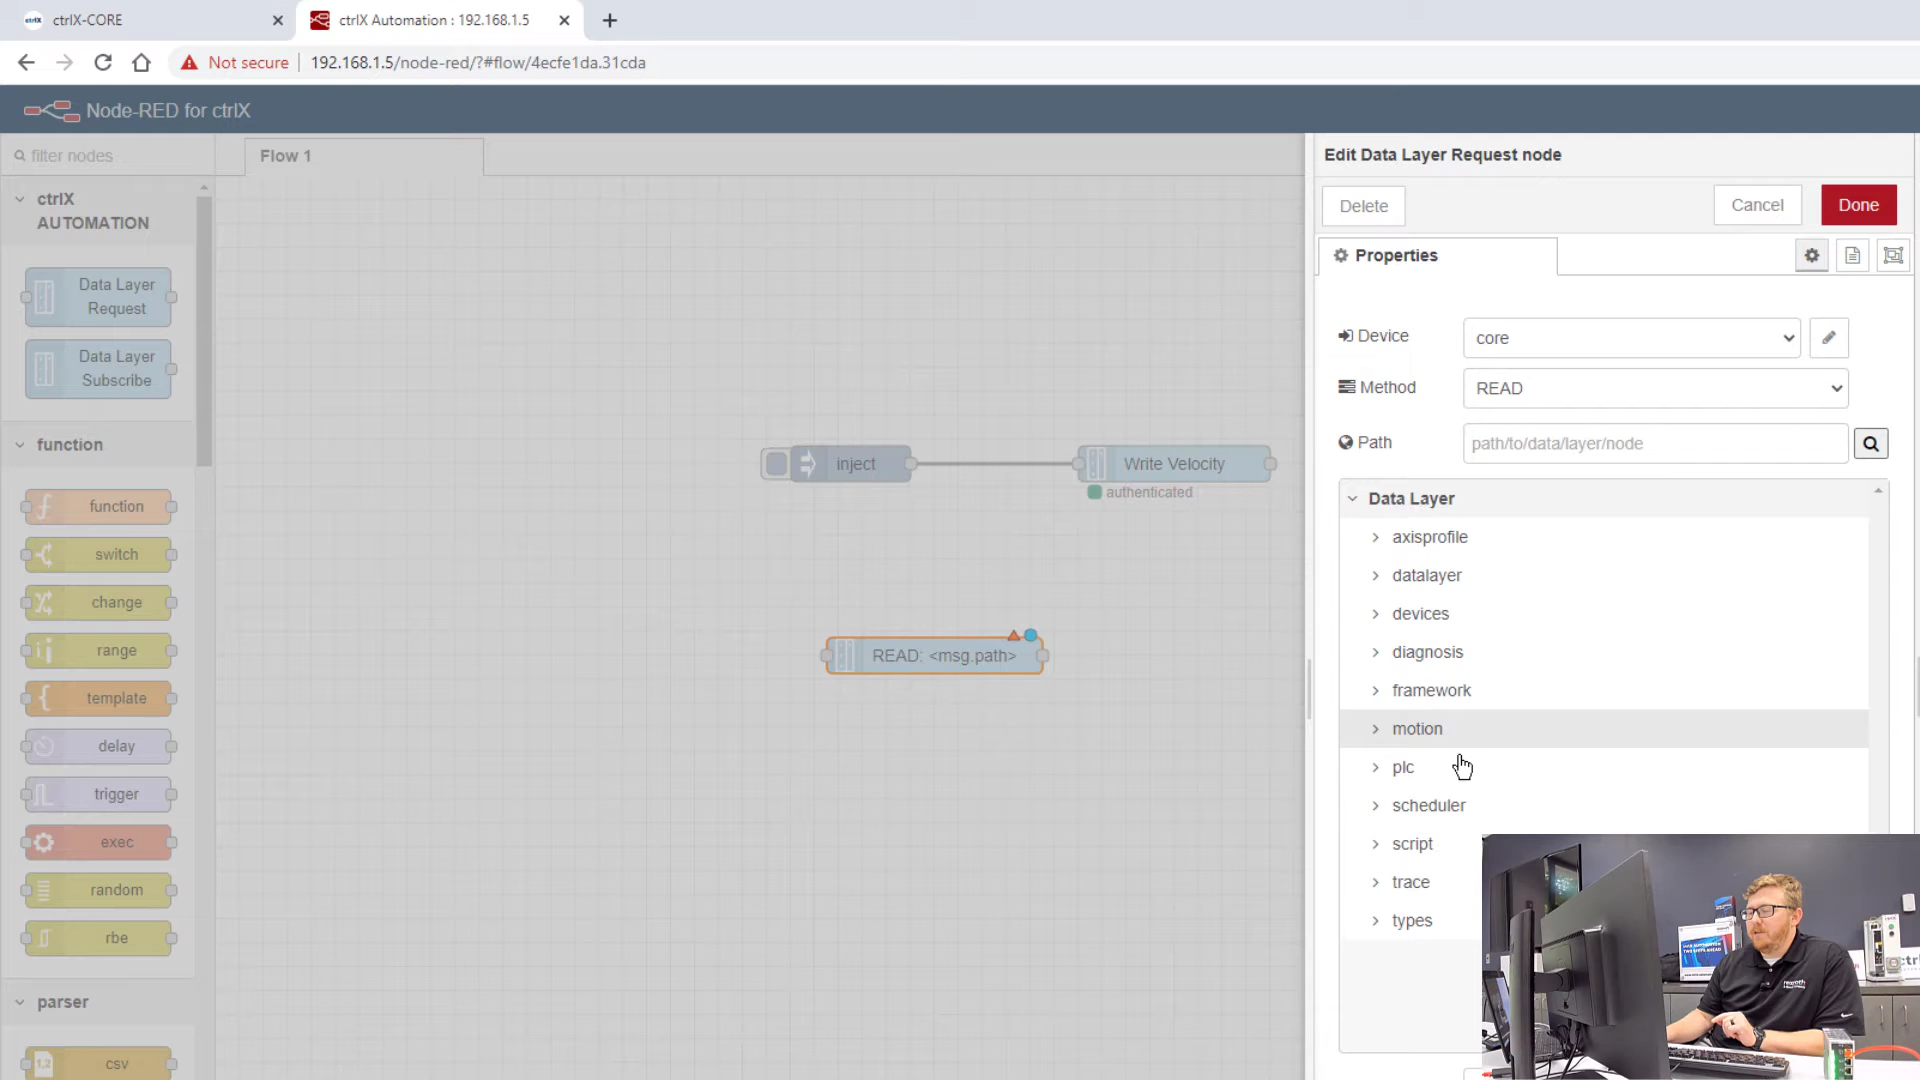 ctrlX-CORE
ctrlX Automation : 192.168.1.5
Not secure
192.168.1.5/node-red/?#flow/4ecfe1da.31cda
Node-RED for ctrlX
filter nodes
Flow 1
Edit Data Layer Request node
Delete
Cancel
Done
Properties
ctrlX
AUTOMATION
Data Layer
Request
Data Layer
Subscribe
function
function
switch
change
range
template
delay
trigger
exec
random
rbe
parser
csv
inject
Write Velocity
authenticated
READ: <msg.path>
Device
core
Method
READ
Path
path/to/data/layer/node
Data Layer
axisprofile
datalayer
devices
diagnosis
framework
motion
plc
scheduler
script
trace
types
rexroth